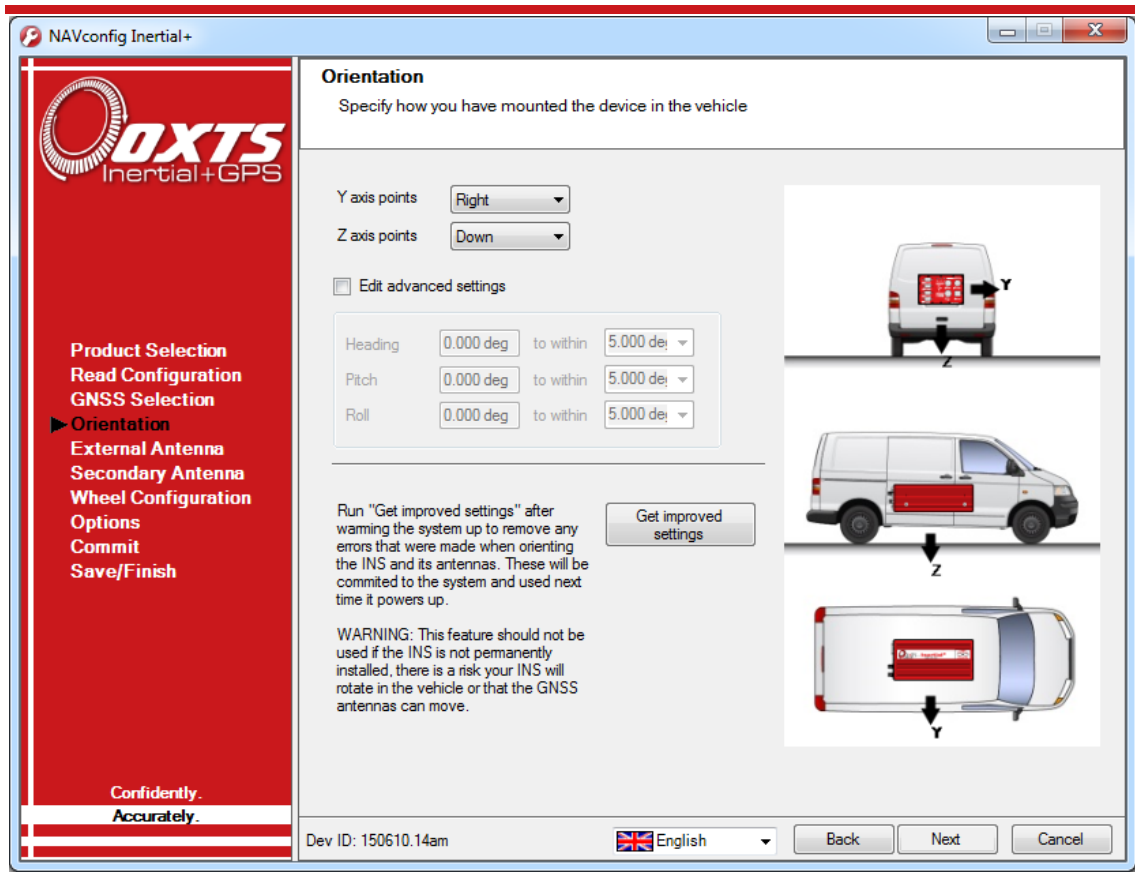 NAVconfig Inertial+
OXTS
Inertial+GPS
Product Selection
Read Configuration
GNSS Selection
Orientation
External Antenna
Secondary Antenna
Wheel Configuration
Options
Commit
Save/Finish
Confidently.
Accurately.
Orientation
Specify how you have mounted the device in the vehicle
Y axis points Right
Z axis points Down
Edit advanced settings
Heading 0.000 deg to within 5.000 de
Pitch 0.000 deg to within 5.000 de
Roll 0.000 deg to within 5.000 de
Run "Get improved settings" after
warming the system up to remove any
errors that were made when orienting
the INS and its antennas. These will be
commited to the system and used next
time it powers up.
Get improved
settings
WARNING: This feature should not be
used if the INS is not permanently
installed, there is a risk your INS will
rotate in the vehicle or that the GNSS
antennas can move.
Y
Z
Z
Y
Dev ID: 150610.14am
English
Back
Next
Cancel